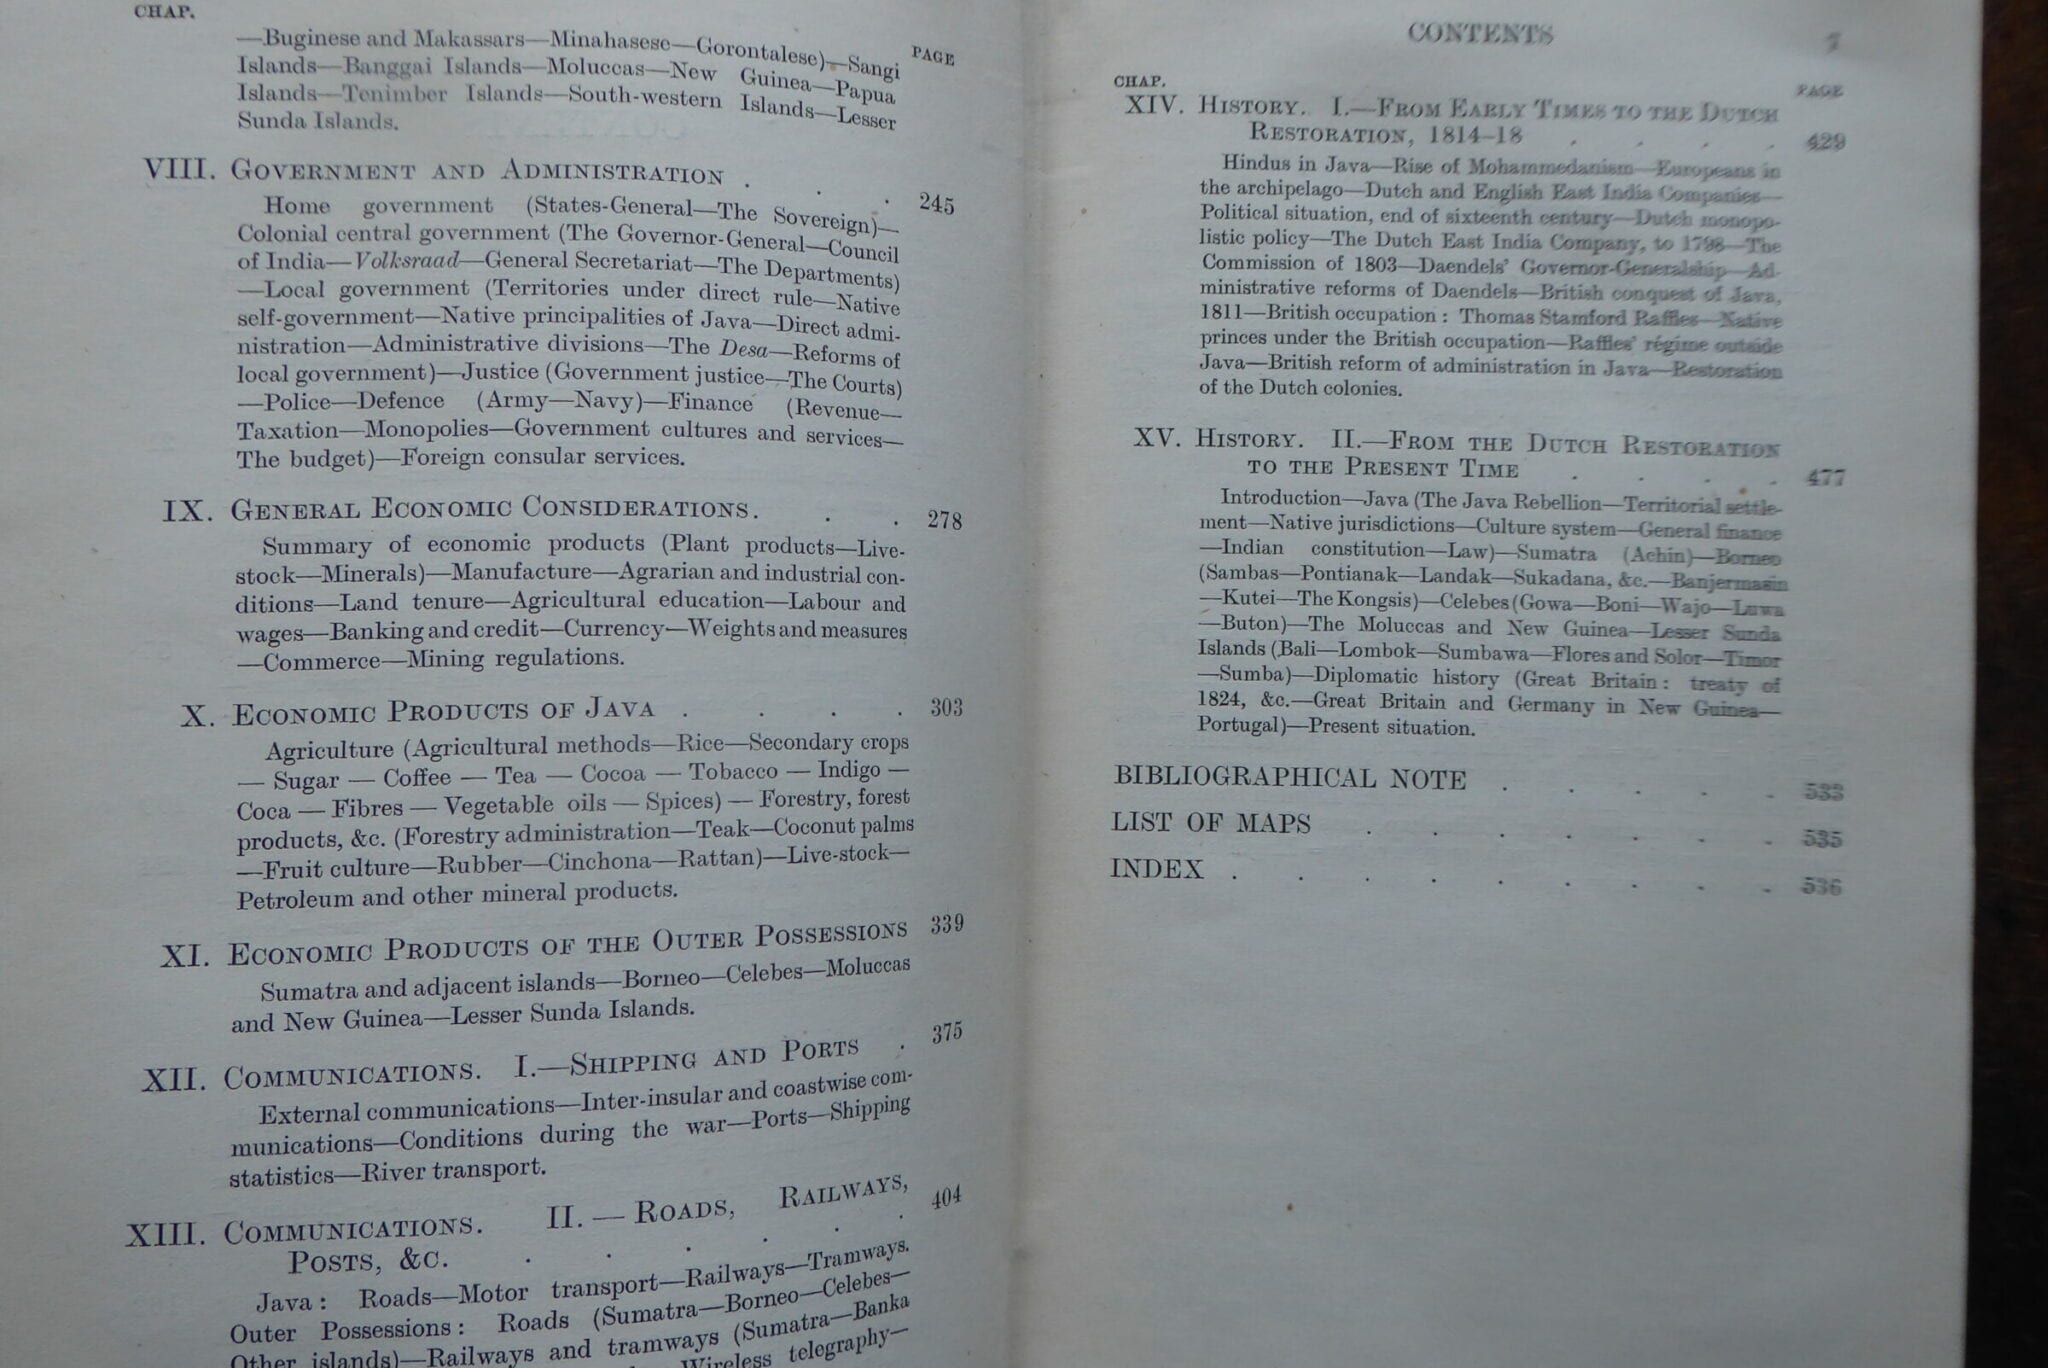 CHAP.
PAGE
—Buginese and Makassars—Minahasese—Gorontalese)—Sangi
Islands—Banggai Islands—Moluccas—New Guinea—Papua
Islands—Tenimber Islands—South-western Islands—Lesser
Sunda Islands.
VIII. GOVERNMENT AND ADMINISTRATION . . . 245
Home government (States-General—The Sovereign)—
Colonial central government (The Governor-General—Council
of India—Volksraad—General Secretariat—The Departments)
—Local government (Territories under direct rule—Native
self-government—Native principalities of Java—Direct admi-
nistration—Administrative divisions—The Desa—Reforms of
local government)—Justice (Government justice—The Courts)
—Police—Defence (Army—Navy)—Finance (Revenue—
Taxation—Monopolies—Government cultures and services—
The budget)—Foreign consular services.
IX. GENERAL ECONOMIC CONSIDERATIONS. . . 278
Summary of economic products (Plant products—Live-
stock—Minerals)—Manufacture—Agrarian and industrial con-
ditions—Land tenure—Agricultural education—Labour and
wages—Banking and credit—Currency—Weights and measures
—Commerce—Mining regulations.
X. ECONOMIC PRODUCTS OF JAVA . . . . 303
Agriculture (Agricultural methods—Rice—Secondary crops
— Sugar — Coffee — Tea — Cocoa — Tobacco — Indigo —
Coca — Fibres — Vegetable oils — Spices) — Forestry, forest
products, &c. (Forestry administration—Teak—Coconut palms
—Fruit culture—Rubber—Cinchona—Rattan)—Live-stock—
Petroleum and other mineral products.
XI. ECONOMIC PRODUCTS OF THE OUTER POSSESSIONS 339
Sumatra and adjacent islands—Borneo—Celebes—Moluccas
and New Guinea—Lesser Sunda Islands.
XII. COMMUNICATIONS. I.—SHIPPING AND PORTS . 375
External communications—Inter-insular and coastwise com-
munications—Conditions during the war—Ports—Shipping
statistics—River transport.
XIII. COMMUNICATIONS. II. — ROADS, RAILWAYS,
POSTS, &C. . . . . . . 404
Java: Roads—Motor transport—Railways—Tramways.
Outer Possessions: Roads (Sumatra—Borneo—Celebes—
Other islands)—Railways and tramways (Sumatra—Banka
Wireless telegraphy—
CONTENTS
CHAP.
PAGE
XIV. HISTORY. I.—FROM EARLY TIMES TO THE DUTCH
RESTORATION, 1814–18 . . . . 429
Hindus in Java—Rise of Mohammedanism—Europeans in
the archipelago—Dutch and English East India Companies—
Political situation, end of sixteenth century—Dutch monopo-
listic policy—The Dutch East India Company, to 1798—The
Commission of 1803—Daendels' Governor-Generalship—Ad-
ministrative reforms of Daendels—British conquest of Java,
1811—British occupation: Thomas Stamford Raffles—Native
princes under the British occupation—Raffles' régime outside
Java—British reform of administration in Java—Restoration
of the Dutch colonies.
XV. HISTORY. II.—FROM THE DUTCH RESTORATION
TO THE PRESENT TIME . . . . 477
Introduction—Java (The Java Rebellion—Territorial settle-
ment—Native jurisdictions—Culture system—General finance
—Indian constitution—Law)—Sumatra (Achin)—Borneo
(Sambas—Pontianak—Landak—Sukadana, &c.—Banjermasin
—Kutei—The Kongsis)—Celebes (Gowa—Boni—Wajo—Luwa
—Buton)—The Moluccas and New Guinea—Lesser Sunda
Islands (Bali—Lombok—Sumbawa—Flores and Solor—Timor
—Sumba)—Diplomatic history (Great Britain: treaty of
1824, &c.—Great Britain and Germany in New Guinea—
Portugal)—Present situation.
BIBLIOGRAPHICAL NOTE . . . . . 533
LIST OF MAPS . . . . . . . 535
INDEX . . . . . . . . . 536